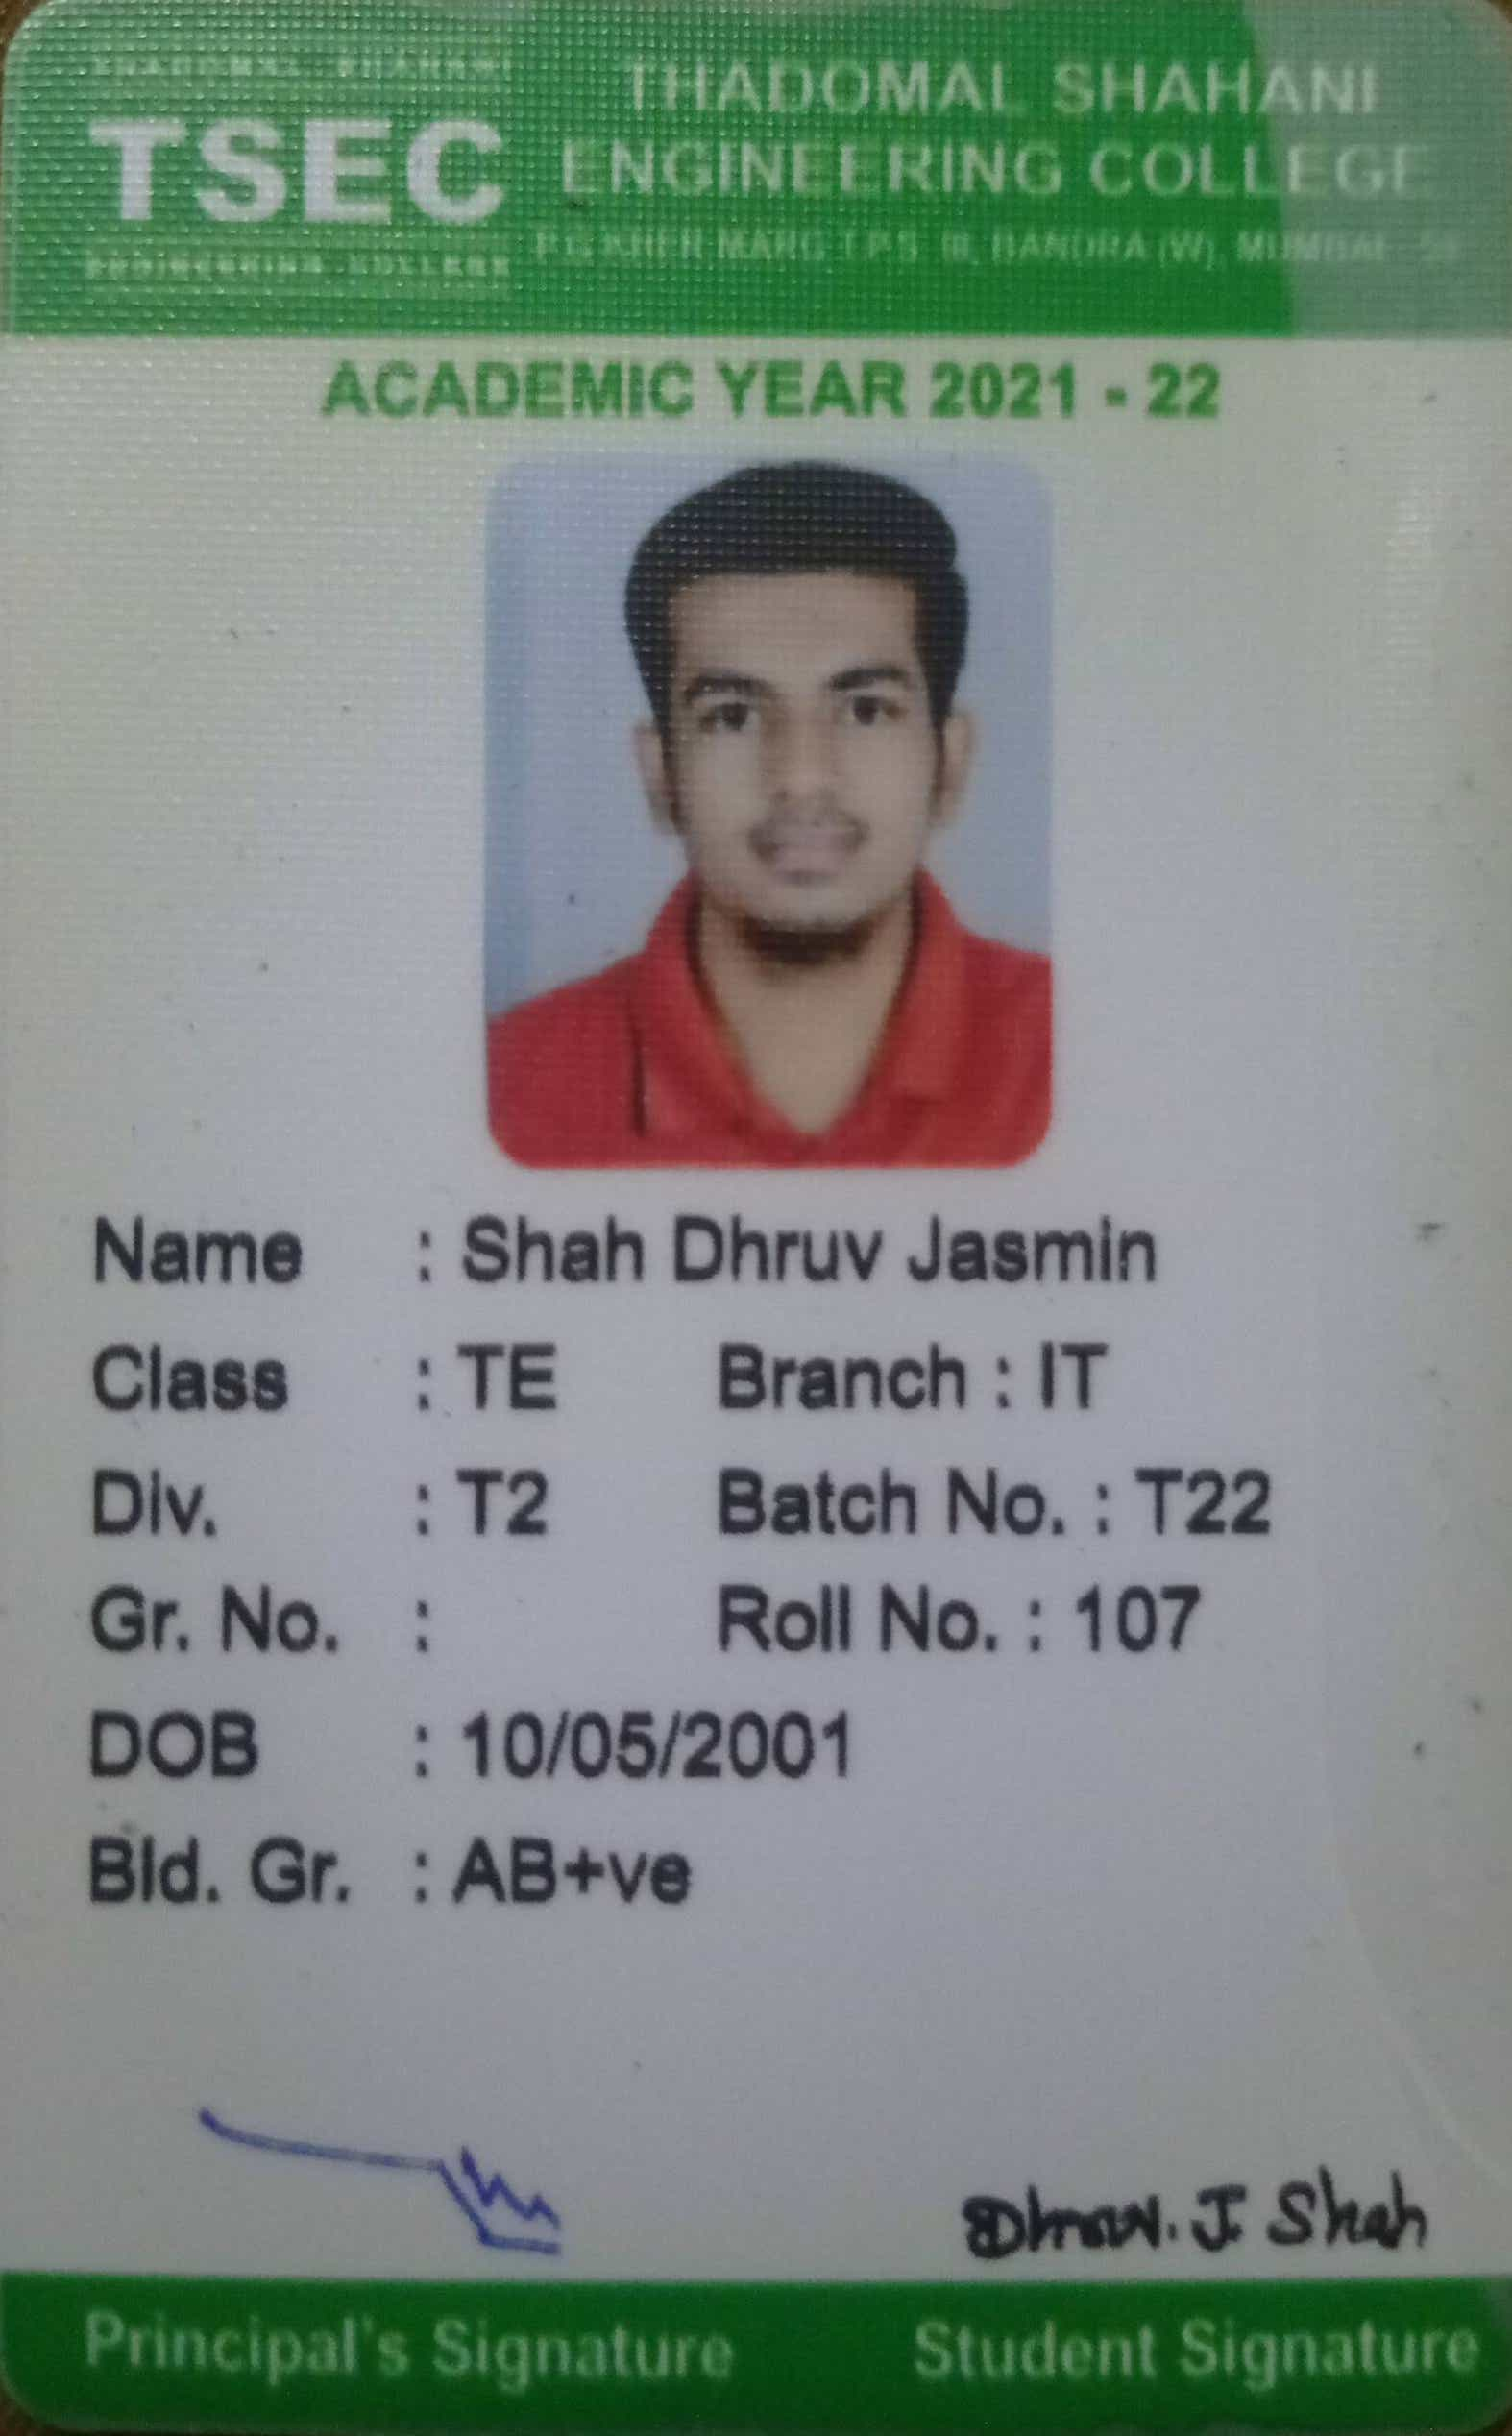 THADOMAL SHAHANI
TSEC
ENGINEERING COLLEGE
THADOMAL SHAHANI
ENGINEERING COLLEGE
P.G. KHER MARG T.P.S. III, BANDRA (W), MUMBAI - 50
ACADEMIC YEAR 2021 - 22
Name : Shah Dhruv Jasmin
Class : TE Branch : IT
Div. : T2 Batch No. : T22
Gr. No. : Roll No. : 107
DOB : 10/05/2001
Bld. Gr. : AB+ve
Dhruv. J Shah
Principal's Signature Student Signature